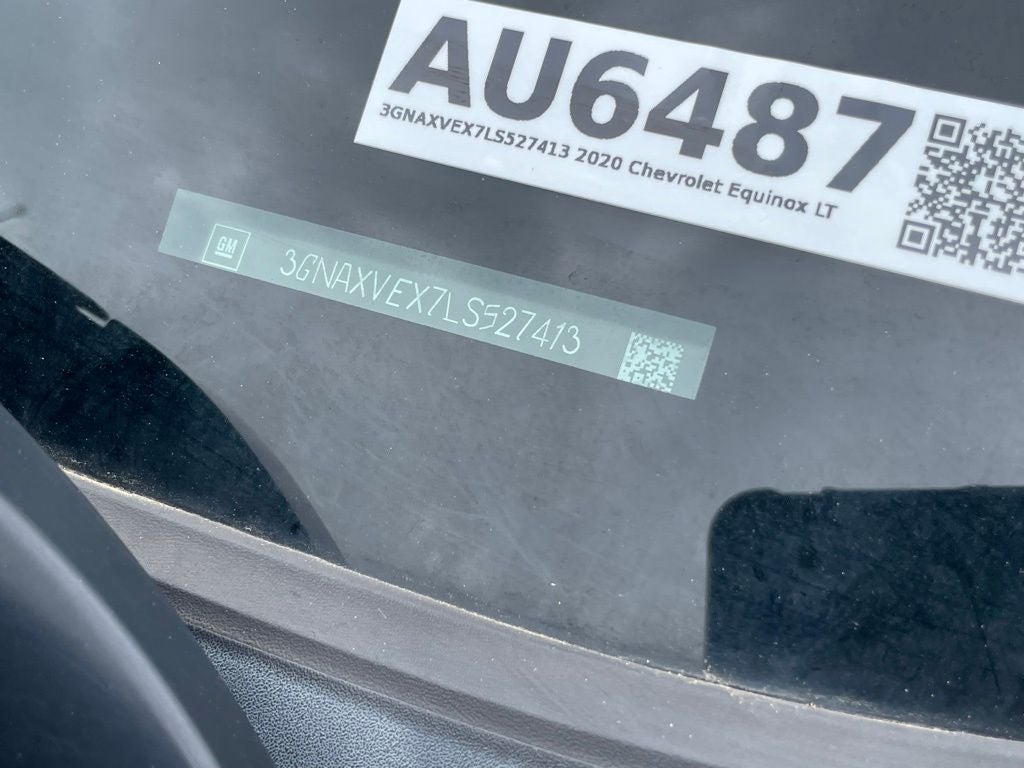 AU6487
3GNAXVEX7LS527413 2020 Chevrolet Equinox LT
GM
3GNAXVEX7LS527413